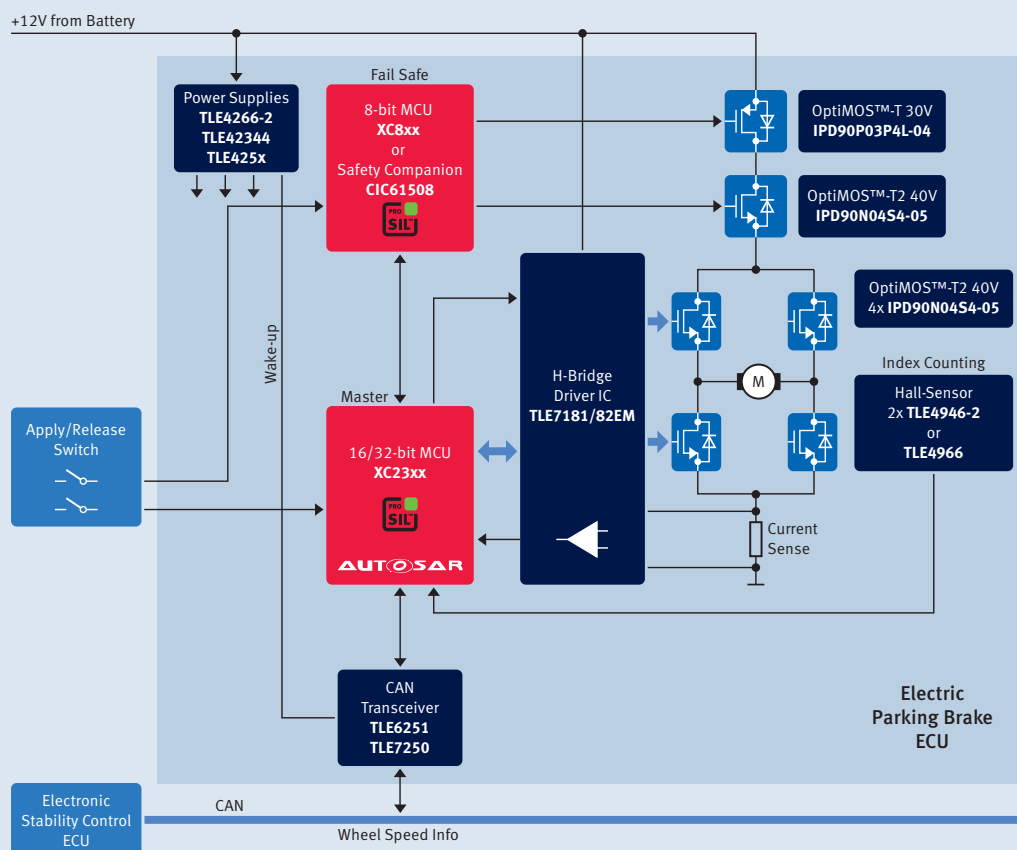 +12V from Battery
Power Supplies
TLE4266-2
TLE42344
TLE425x
Fail Safe
8-bit MCU
XC8xx
or
Safety Companion
CIC61508
PRO
SIL™
OptiMOS™-T 30V
IPD90P03P4L-04
OptiMOS™-T2 40V
IPD90N04S4-05
OptiMOS™-T2 40V
4x IPD90N04S4-05
Wake-up
H-Bridge
Driver IC
TLE7181/82EM
M
Index Counting
Hall-Sensor
2x TLE4946-2
or
TLE4966
Apply/Release
Switch
Master
16/32-bit MCU
XC23xx
PRO
SIL™
AUTOSAR
Current
Sense
CAN
Transceiver
TLE6251
TLE7250
Electric
Parking Brake
ECU
Electronic
Stability Control
ECU
CAN
Wheel Speed Info